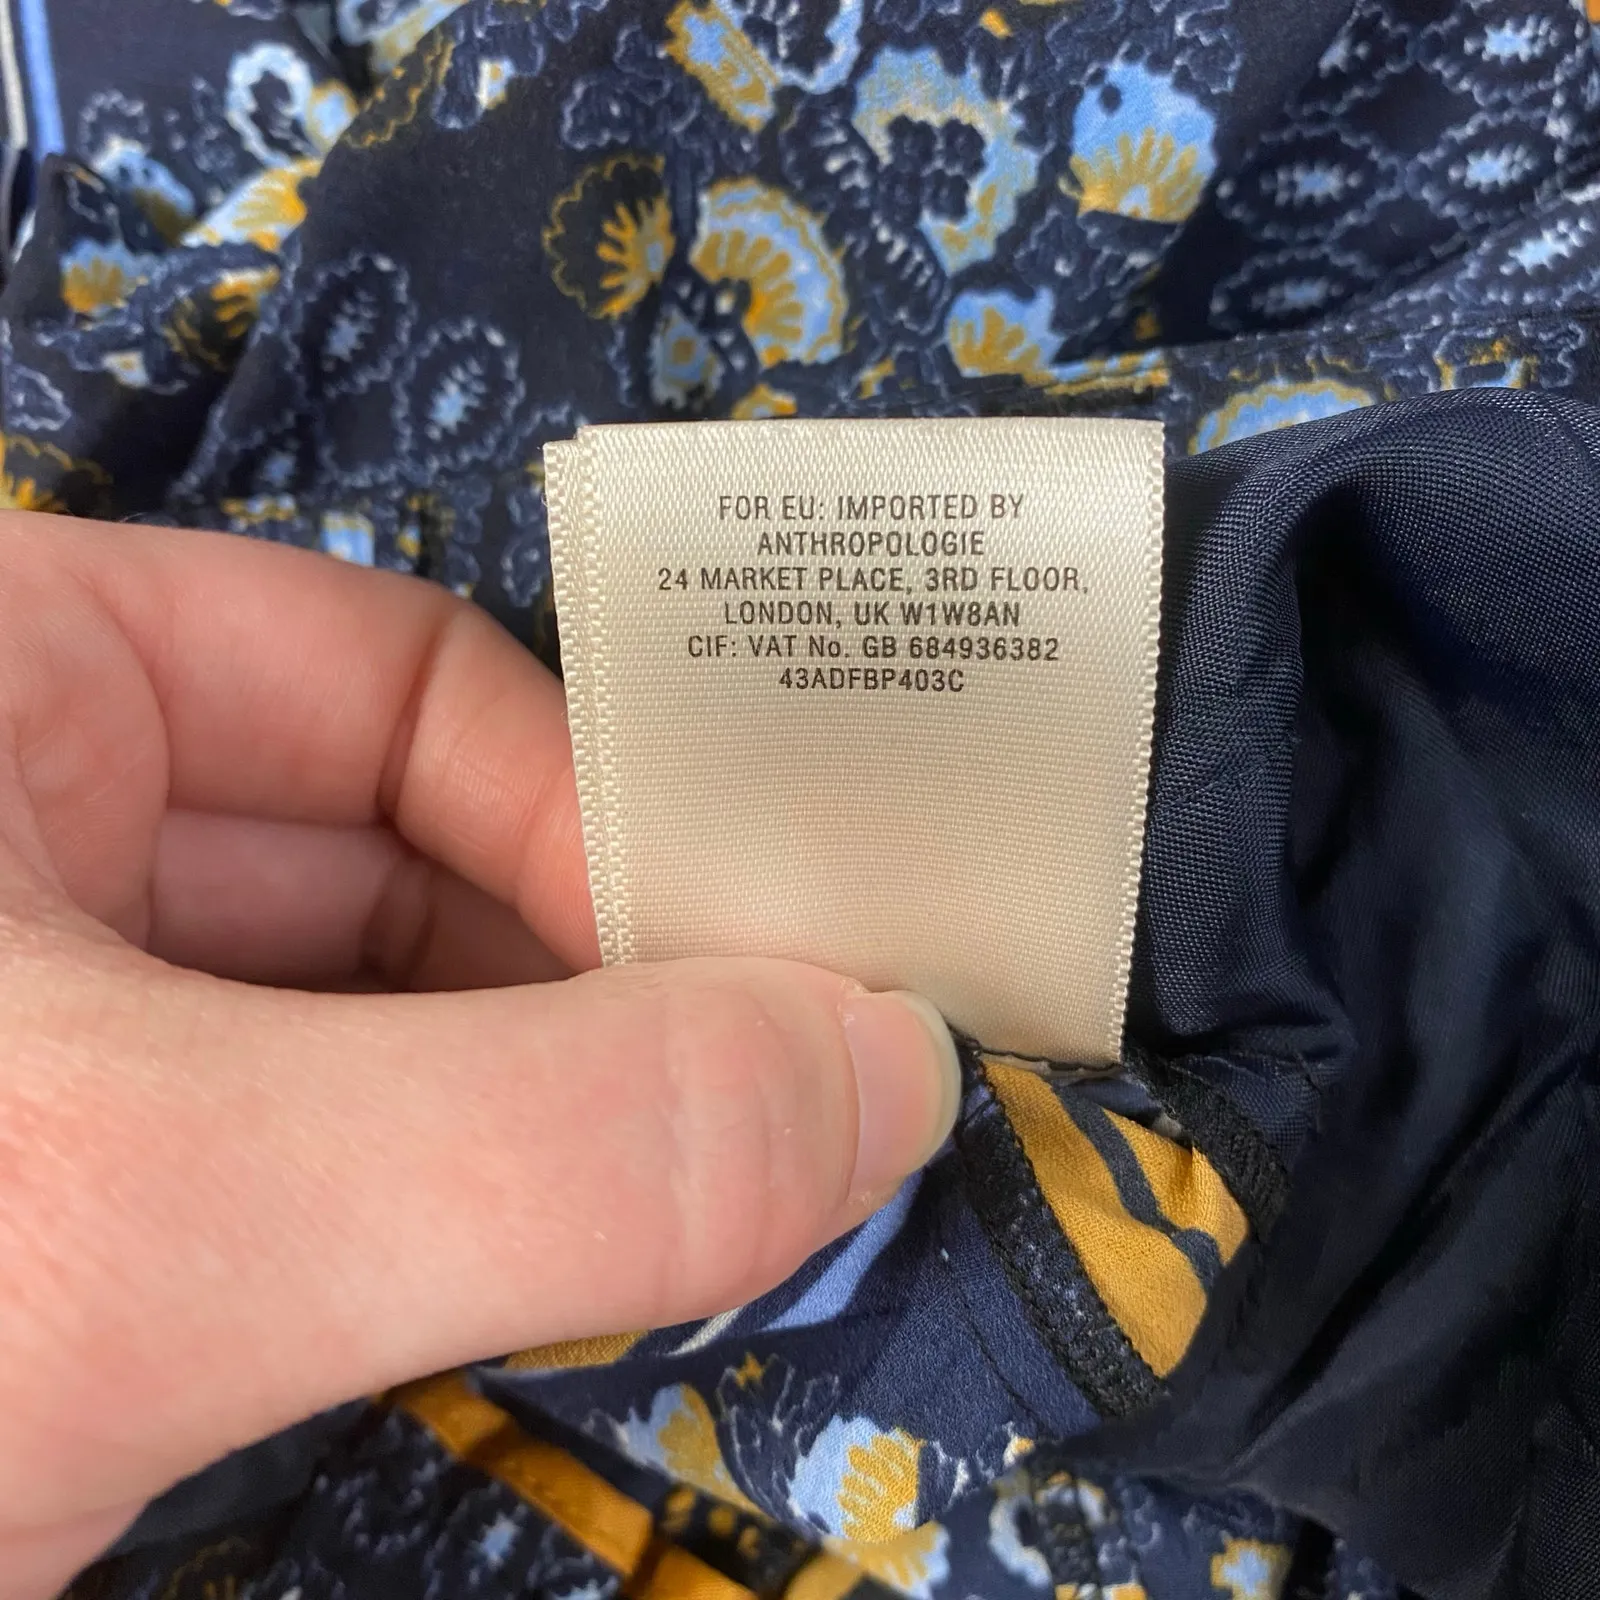 FOR EU: IMPORTED BY
ANTHROPOLOGIE
24 MARKET PLACE, 3RD FLOOR,
LONDON, UK W1W8AN
CIF: VAT No. GB 684936382
43ADFBP403C